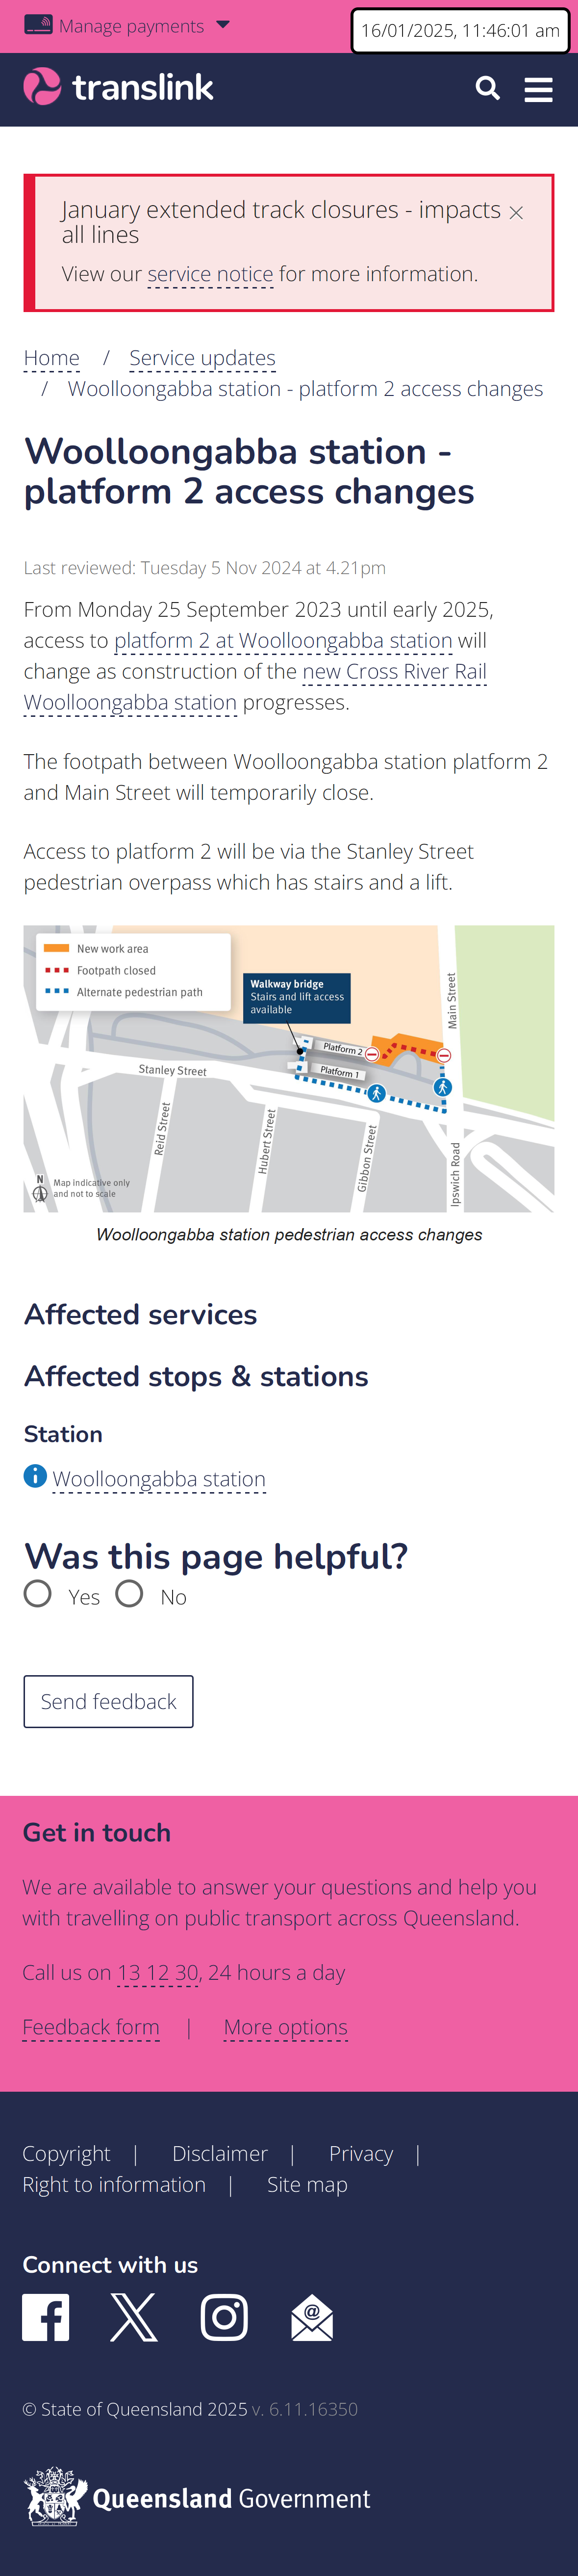 Manage payments
16/01/2025, 11:46:01 am
translink
January extended track closures - impacts
all lines
View our service notice for more information.
Home / Service updates
/ Woolloongabba station - platform 2 access changes
Woolloongabba station -
platform 2 access changes
Last reviewed: Tuesday 5 Nov 2024 at 4.21pm
From Monday 25 September 2023 until early 2025,
access to platform 2 at Woolloongabba station will
change as construction of the new Cross River Rail
Woolloongabba station progresses.
The footpath between Woolloongabba station platform 2
and Main Street will temporarily close.
Access to platform 2 will be via the Stanley Street
pedestrian overpass which has stairs and a lift.
New work area
Footpath closed
Alternate pedestrian path
Walkway bridge
Stairs and lift access
available
Main Street
Platform 2
Platform 1
Stanley Street
Reid Street
Hubert Street
Gibbon Street
Ipswich Road
N
Map indicative only
and not to scale
Woolloongabba station pedestrian access changes
Affected services
Affected stops & stations
Station
Woolloongabba station
Was this page helpful?
Yes No
Send feedback
Get in touch
We are available to answer your questions and help you
with travelling on public transport across Queensland.
Call us on 13 12 30, 24 hours a day
Feedback form | More options
Copyright | Disclaimer | Privacy |
Right to information | Site map
Connect with us
© State of Queensland 2025 v. 6.11.16350
Queensland Government